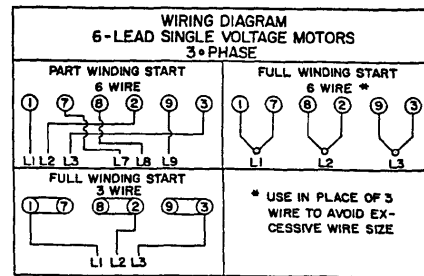 WIRING DIAGRAM
6-LEAD SINGLE VOLTAGE MOTORS
3•PHASE
PART WINDING START
6 WIRE
1 7 8 2 9 3
L1 L2 L3 L7 L8 L9
FULL WINDING START
6 WIRE *
1 7 8 2 9 3
L1 L2 L3
FULL WINDING START
3 WIRE
1 7 8 2 9 3
L1 L2 L3
* USE IN PLACE OF 3
WIRE TO AVOID EX-
CESSIVE WIRE SIZE